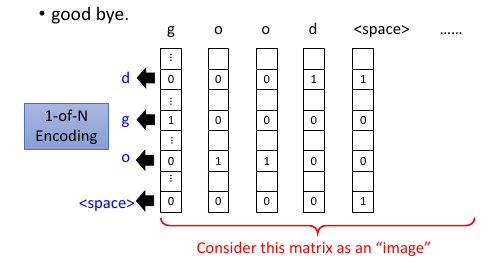 • good bye.
g o o d <space> ......
⋮
d 0 0 0 1 1
⋮
1-of-N
Encoding
g 1 0 0 0 0
⋮
o 0 1 1 0 0
⋮
<space> 0 0 0 0 1
Consider this matrix as an “image”